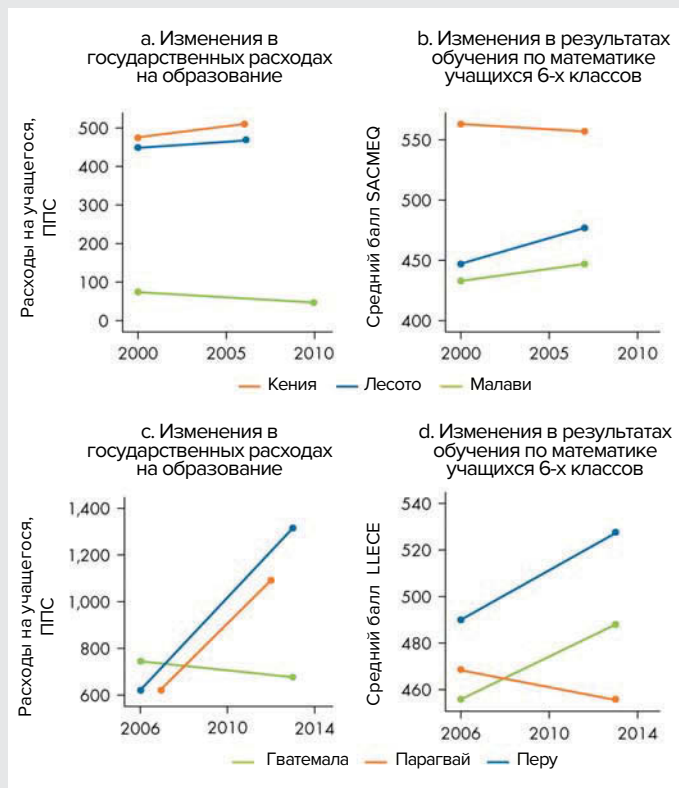 a. Изменения в
государственных расходах
на образование
Расходы на учащегося,
ППС
500
400
300
200
100
0
2000
2005
2010
b. Изменения в результатах
обучения по математике
учащихся 6-х классов
Средний балл SACMEQ
550
500
450
400
2000
2005
2010
Кения
Лесото
Малави
c. Изменения в
государственных расходах
на образование
Расходы на учащегося,
ППС
1,400
1,200
1,000
800
600
2006
2010
2014
d. Изменения в результатах
обучения по математике
учащихся 6-х классов
Средний балл LLECE
540
520
500
480
460
2006
2010
2014
Гватемала
Парагвай
Перу